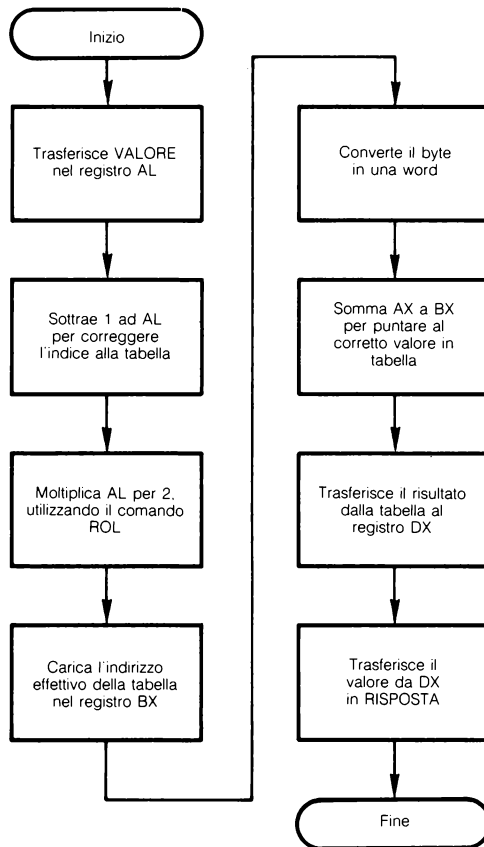 Inizio
Trasferisce VALORE
nel registro AL
Sottrae 1 ad AL
per correggere
l'indice alla tabella
Moltiplica AL per 2,
utilizzando il comando
ROL
Carica l'indirizzo
effettivo della tabella
nel registro BX
Converte il byte
in una word
Somma AX a BX
per puntare al
corretto valore in
tabella
Trasferisce il risultato
dalla tabella al
registro DX
Trasferisce il
valore da DX
in RISPOSTA
Fine